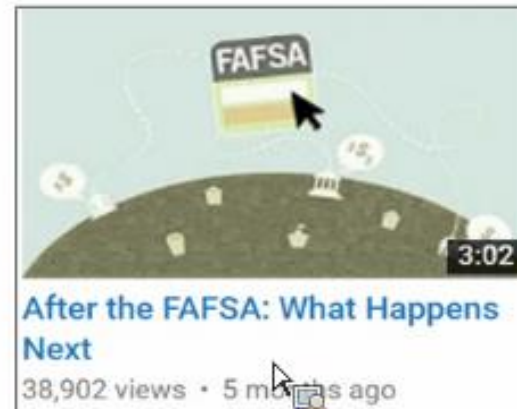 FAFSA
3:02
After the FAFSA: What Happens
Next
38,902 views • 5 months ago